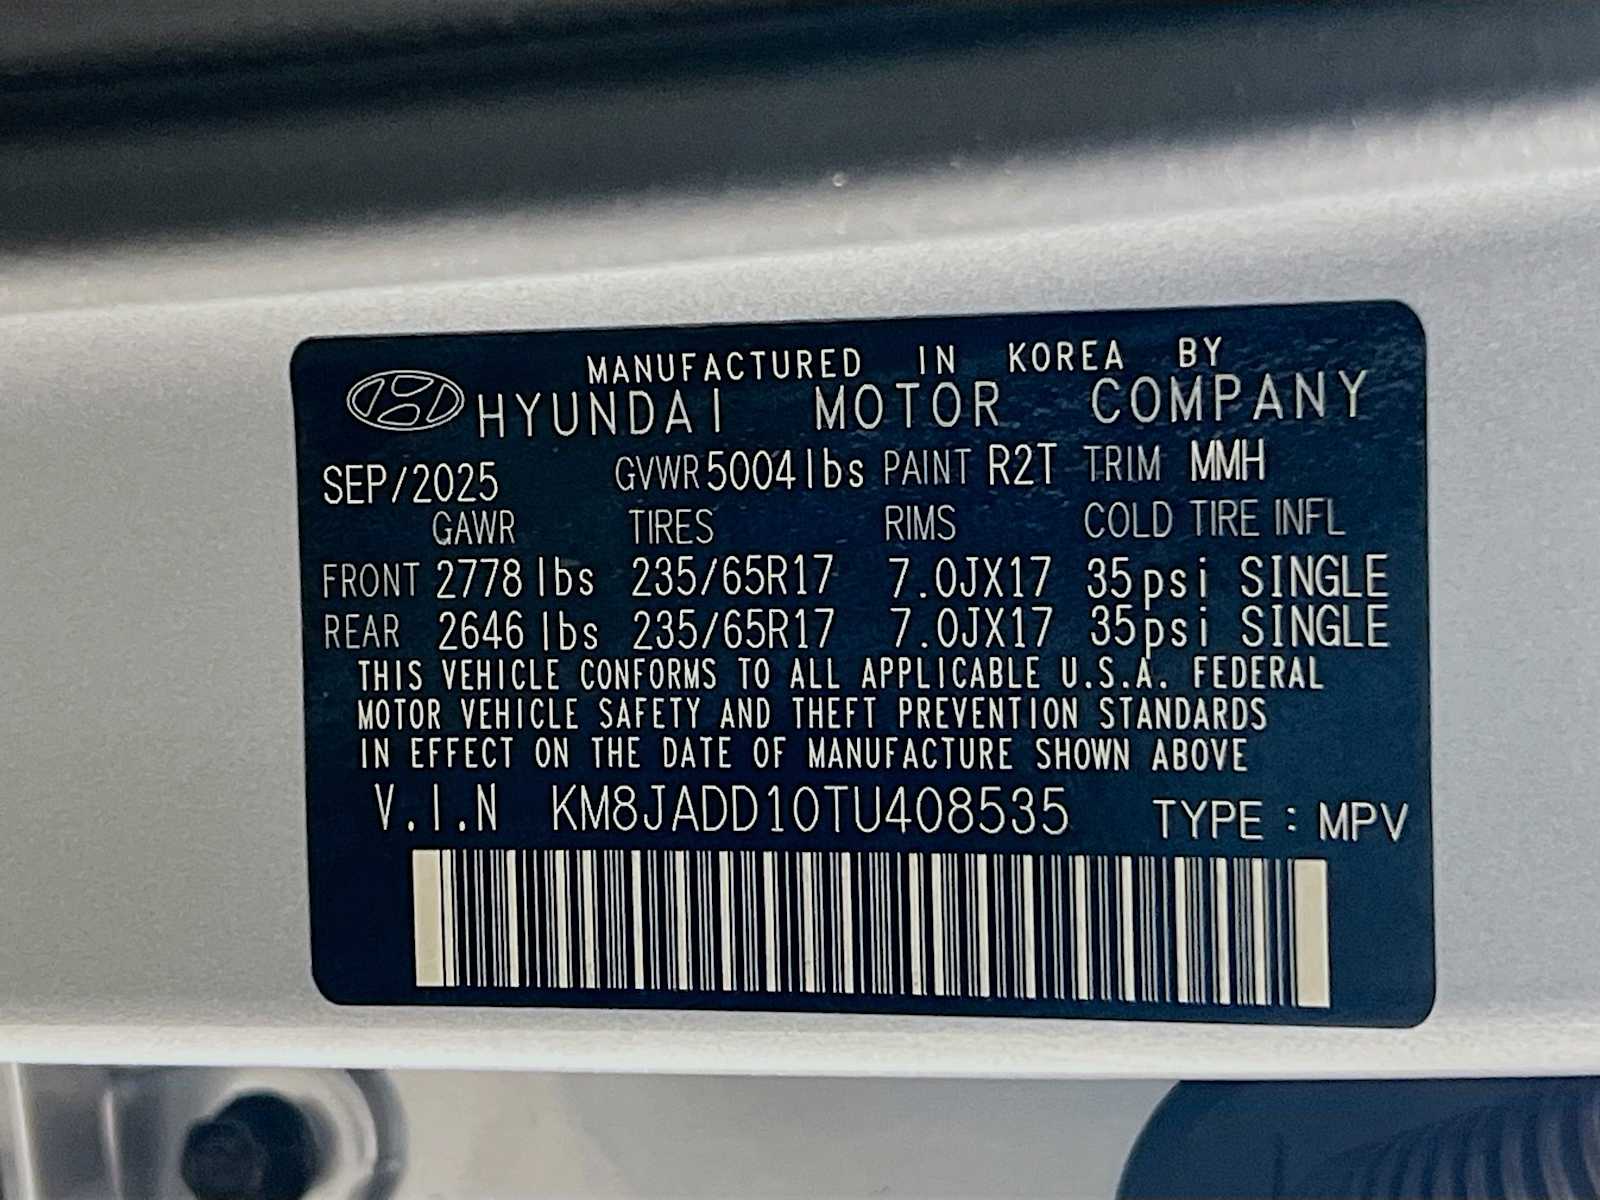 MANUFACTURED IN KOREA BY
HYUNDAI MOTOR COMPANY
SEP/2025 GVWR 5004lbs PAINT R2T TRIM MMH
GAWR TIRES RIMS COLD TIRE INFL
FRONT 2778 lbs 235/65R17 7.0JX17 35psi SINGLE
REAR 2646 lbs 235/65R17 7.0JX17 35psi SINGLE
THIS VEHICLE CONFORMS TO ALL APPLICABLE U.S.A. FEDERAL
MOTOR VEHICLE SAFETY AND THEFT PREVENTION STANDARDS
IN EFFECT ON THE DATE OF MANUFACTURE SHOWN ABOVE
V.I.N KM8JADD10TU408535 TYPE : MPV